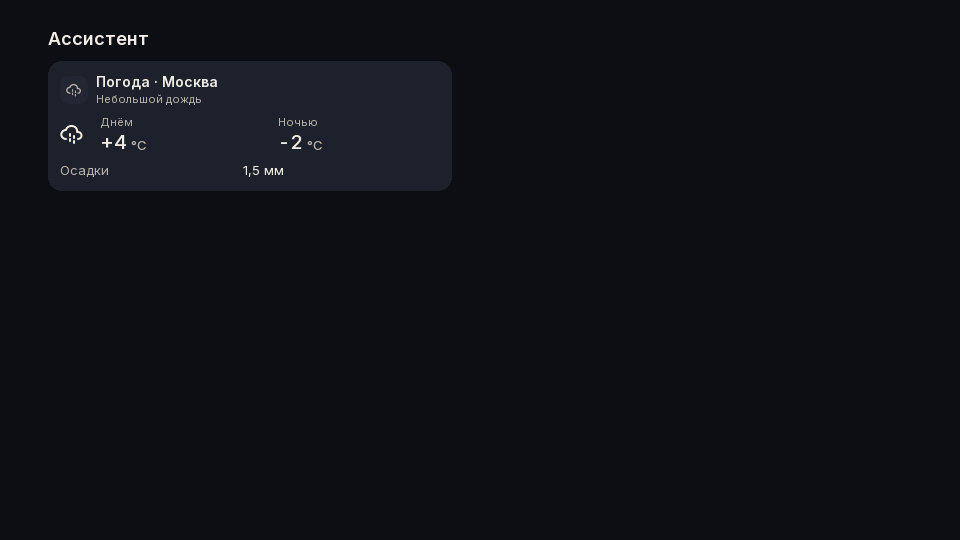 Ассистент
Погода · Москва
Небольшой дождь
Днём Ночью
+4 °C -2 °C
Осадки 1,5 мм